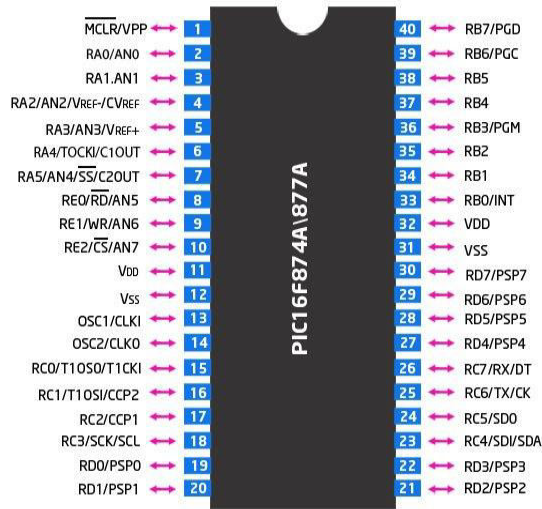 MCLR/VPP 1
RA0/AN0 2
RA1.AN1 3
RA2/AN2/VREF-/CVREF 4
RA3/AN3/VREF+ 5
RA4/TOCKI/C1OUT 6
RA5/AN4/SS/C2OUT 7
RE0/RD/AN5 8
RE1/WR/AN6 9
RE2/CS/AN7 10
VDD 11
VSS 12
OSC1/CLKI 13
OSC2/CLKO 14
RC0/T1OSO/T1CKI 15
RC1/T1OSI/CCP2 16
RC2/CCP1 17
RC3/SCK/SCL 18
RD0/PSP0 19
RD1/PSP1 20
PIC16F874A\877A
40 RB7/PGD
39 RB6/PGC
38 RB5
37 RB4
36 RB3/PGM
35 RB2
34 RB1
33 RB0/INT
32 VDD
31 VSS
30 RD7/PSP7
29 RD6/PSP6
28 RD5/PSP5
27 RD4/PSP4
26 RC7/RX/DT
25 RC6/TX/CK
24 RC5/SDO
23 RC4/SDI/SDA
22 RD3/PSP3
21 RD2/PSP2